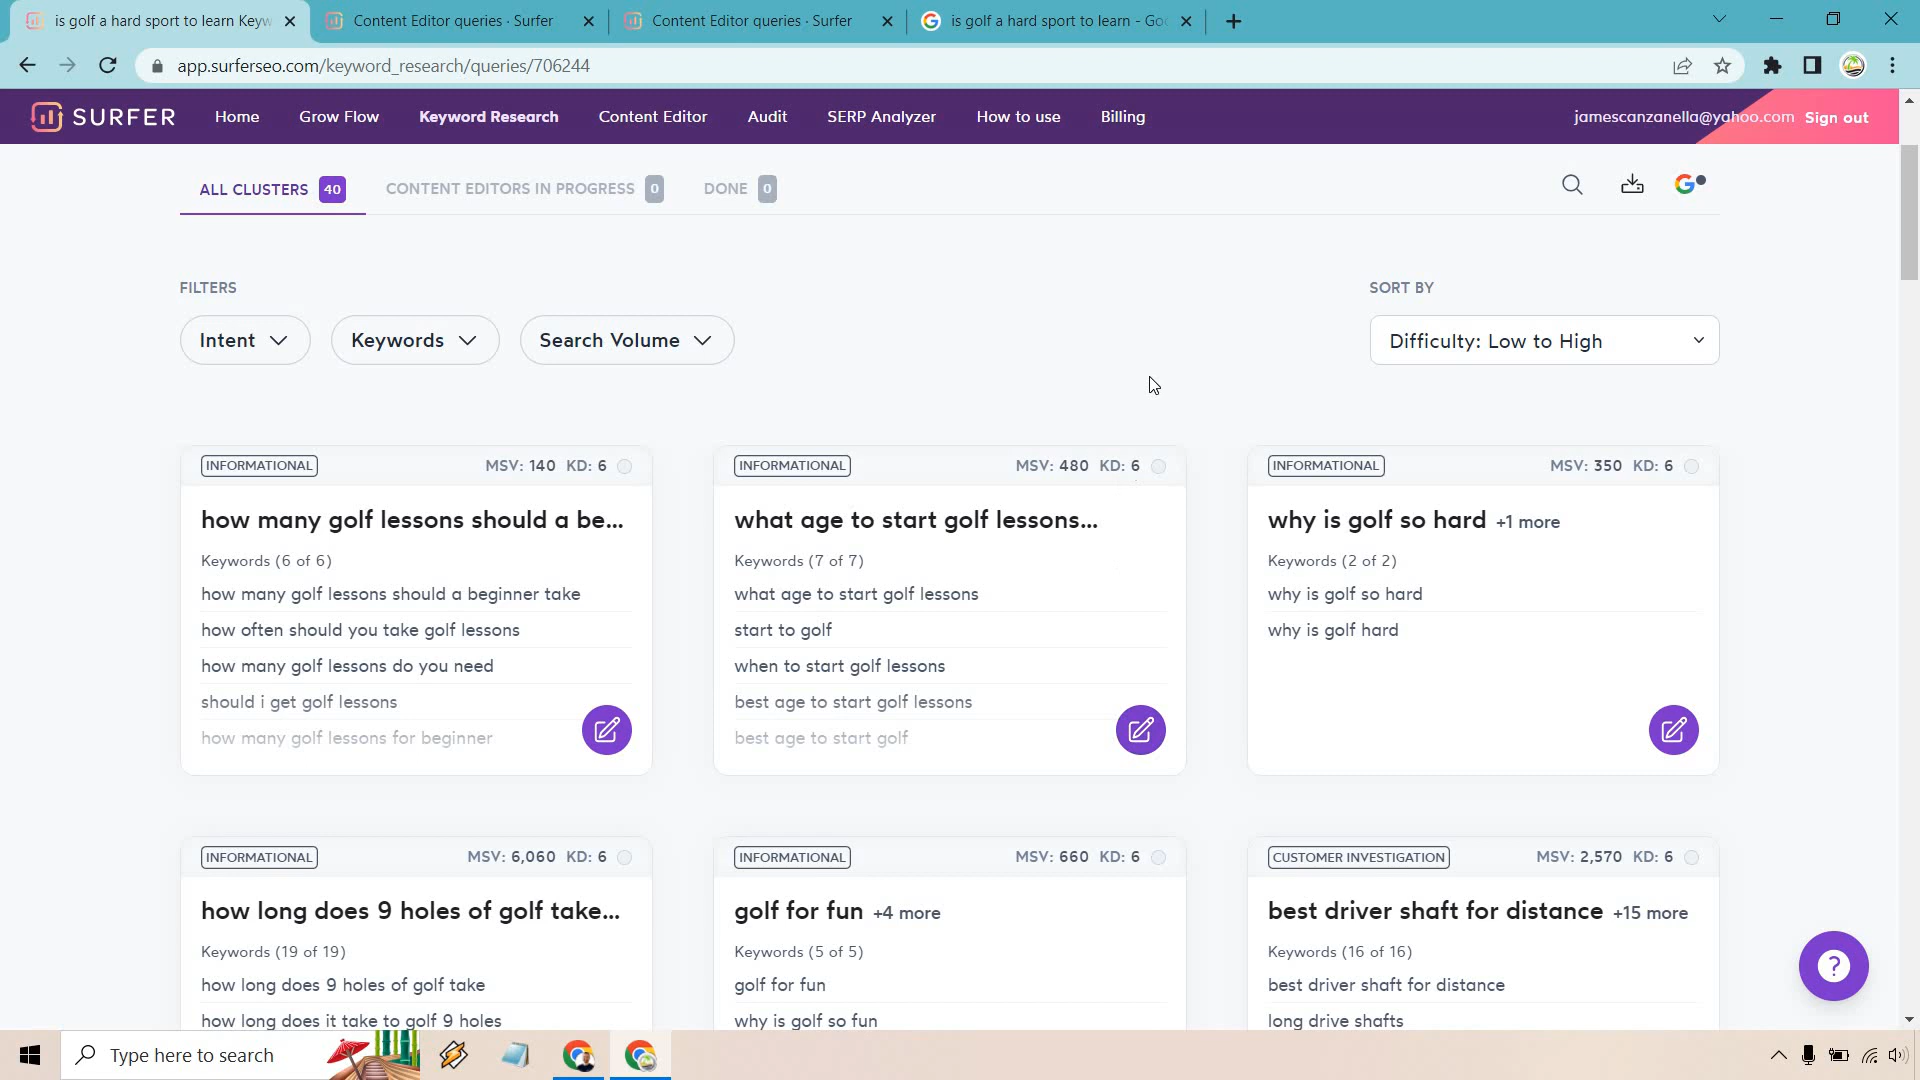 is golf a hard sport to learn Keyw
Content Editor queries · Surfer
Content Editor queries · Surfer
is golf a hard sport to learn - Goo
app.surferseo.com/keyword_research/queries/706244
SURFER
Home
Grow Flow
Keyword Research
Content Editor
Audit
SERP Analyzer
How to use
Billing
jamescanzanella@yahoo.com
Sign out
ALL CLUSTERS 40
CONTENT EDITORS IN PROGRESS 0
DONE 0
FILTERS
SORT BY
Intent
Keywords
Search Volume
Difficulty: Low to High
INFORMATIONAL
MSV: 140 KD: 6
how many golf lessons should a be...
Keywords (6 of 6)
how many golf lessons should a beginner take
how often should you take golf lessons
how many golf lessons do you need
should i get golf lessons
how many golf lessons for beginner
INFORMATIONAL
MSV: 480 KD: 6
what age to start golf lessons...
Keywords (7 of 7)
what age to start golf lessons
start to golf
when to start golf lessons
best age to start golf lessons
best age to start golf
INFORMATIONAL
MSV: 350 KD: 6
why is golf so hard +1 more
Keywords (2 of 2)
why is golf so hard
why is golf hard
INFORMATIONAL
MSV: 6,060 KD: 6
how long does 9 holes of golf take...
Keywords (19 of 19)
how long does 9 holes of golf take
how long does it take to golf 9 holes
INFORMATIONAL
MSV: 660 KD: 6
golf for fun +4 more
Keywords (5 of 5)
golf for fun
why is golf so fun
CUSTOMER INVESTIGATION
MSV: 2,570 KD: 6
best driver shaft for distance +15 more
Keywords (16 of 16)
best driver shaft for distance
long drive shafts
?
Type here to search